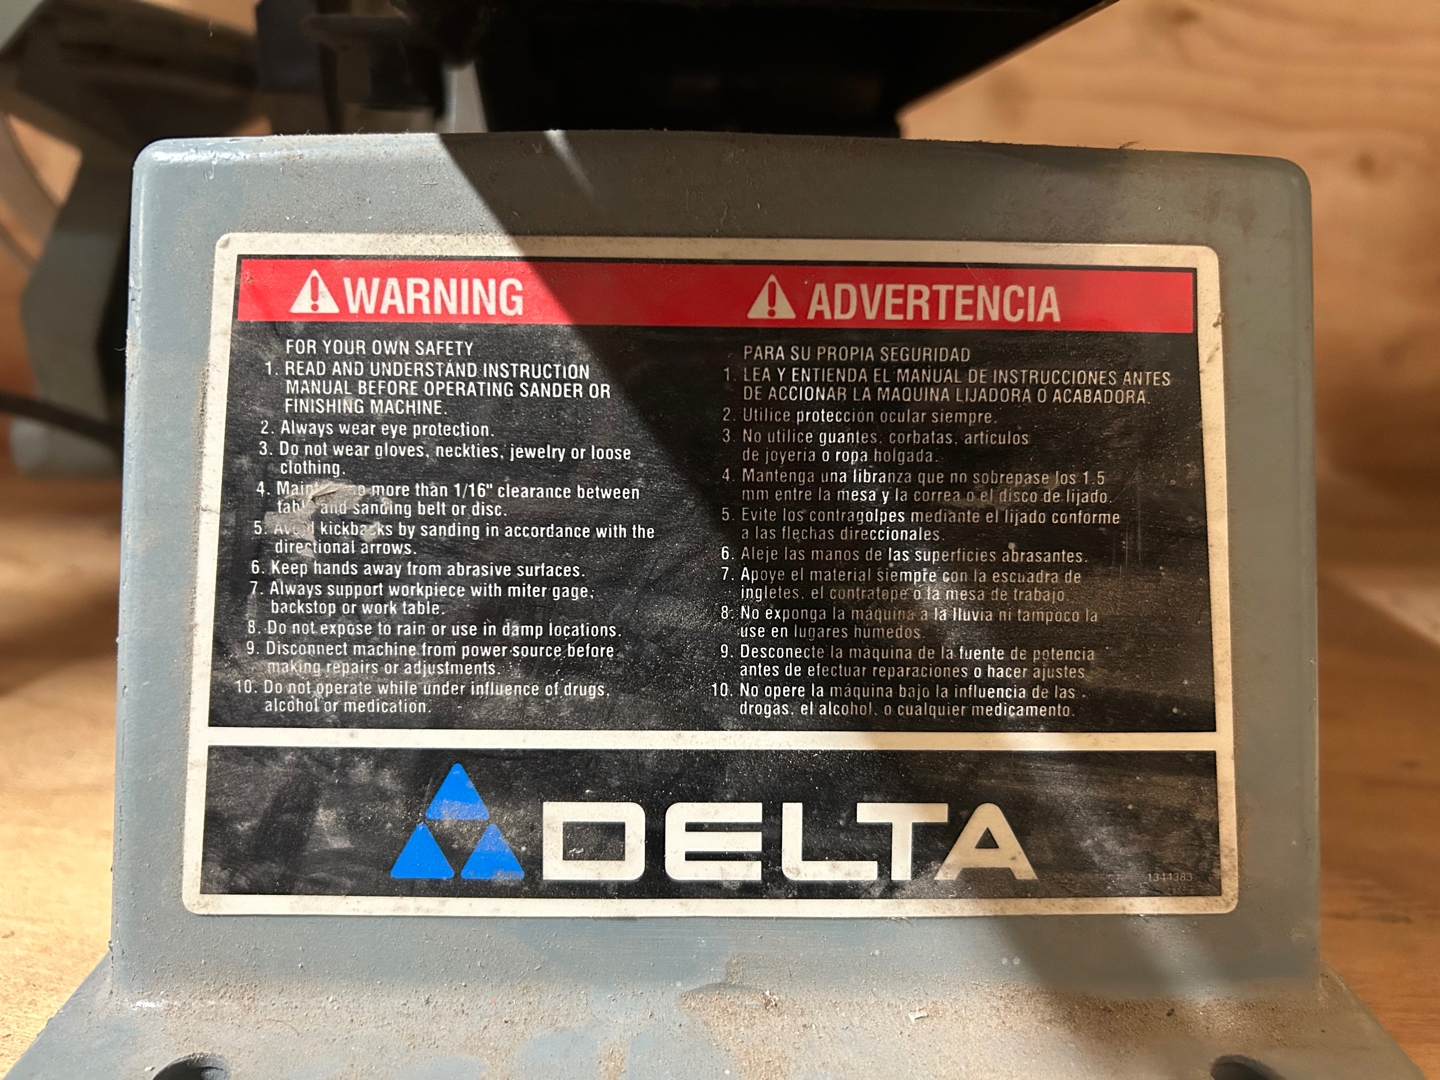 WARNING
FOR YOUR OWN SAFETY
1. READ AND UNDERSTAND INSTRUCTION
MANUAL BEFORE OPERATING SANDER OR
FINISHING MACHINE.
2. Always wear eye protection.
3. Do not wear gloves, neckties, jewelry or loose
clothing.
4. more than 1/16" clearance between
and sanding belt or disc.
5. kickbacks by sanding in accordance with the
directional arrows.
6. Keep hands away from abrasive surfaces.
7. Always support workpiece with miter gage,
backstop or work table.
8. Do not expose to rain or use in damp locations.
9. Disconnect machine from power source before
making repairs or adjustments.
10. Do not operate while under influence of drugs,
alcohol or medication.
ADVERTENCIA
PARA SU PROPIA SEGURIDAD
1. LEA Y ENTIENDA EL MANUAL DE INSTRUCCIONES ANTES
DE ACCIONAR LA MAQUINA LIJADORA O ACABADORA.
2. Utilice protección ocular siempre.
3. No utilice guantes, corbatas, artículos
de joyería o ropa holgada.
4. Mantenga una libranza que no sobrepase los 1.5
mm entre la mesa y la correa o el disco de lijado.
5. Evite los contragolpes mediante el lijado conforme
a las flechas direccionales.
6. Aleje las manos de las superficies abrasantes.
7. Apoye el material siempre con la escuadra de
ingletes, el contratope o la mesa de trabajo.
8. No exponga la máquina a la lluvia ni tampoco la
use en lugares húmedos.
9. Desconecte la máquina de la fuente de potencia
antes de efectuar reparaciones o hacer ajustes.
10. No opere la máquina bajo la influencia de las
drogas, el alcohol, o cualquier medicamento.
DELTA
1341383